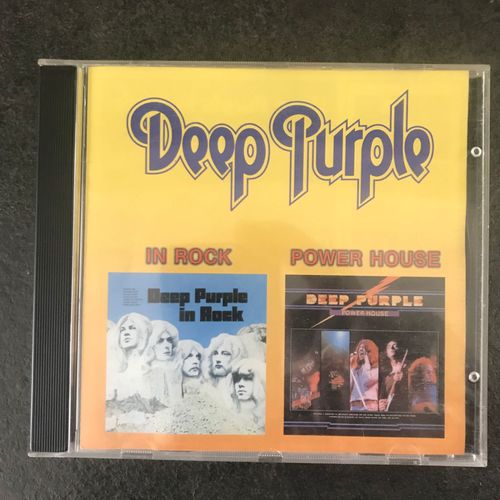 Deep Purple
IN ROCK
POWER HOUSE
Deep Purple
in Rock
DEEP PURPLE
POWER HOUSE